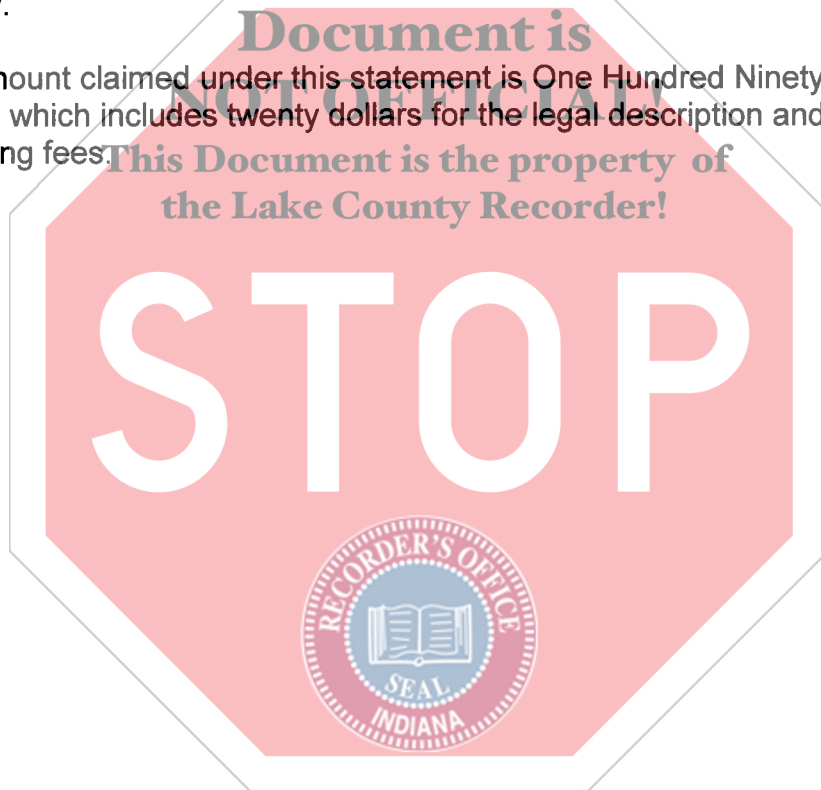 Document is
mount claimed under this statement is One Hundred Ninety
NOT OFFICIAL!
which includes twenty dollars for the legal description and
ng fees.
This Document is the property of
the Lake County Recorder!
STOP
RECORDER'S OFFICE
SEAL
INDIANA